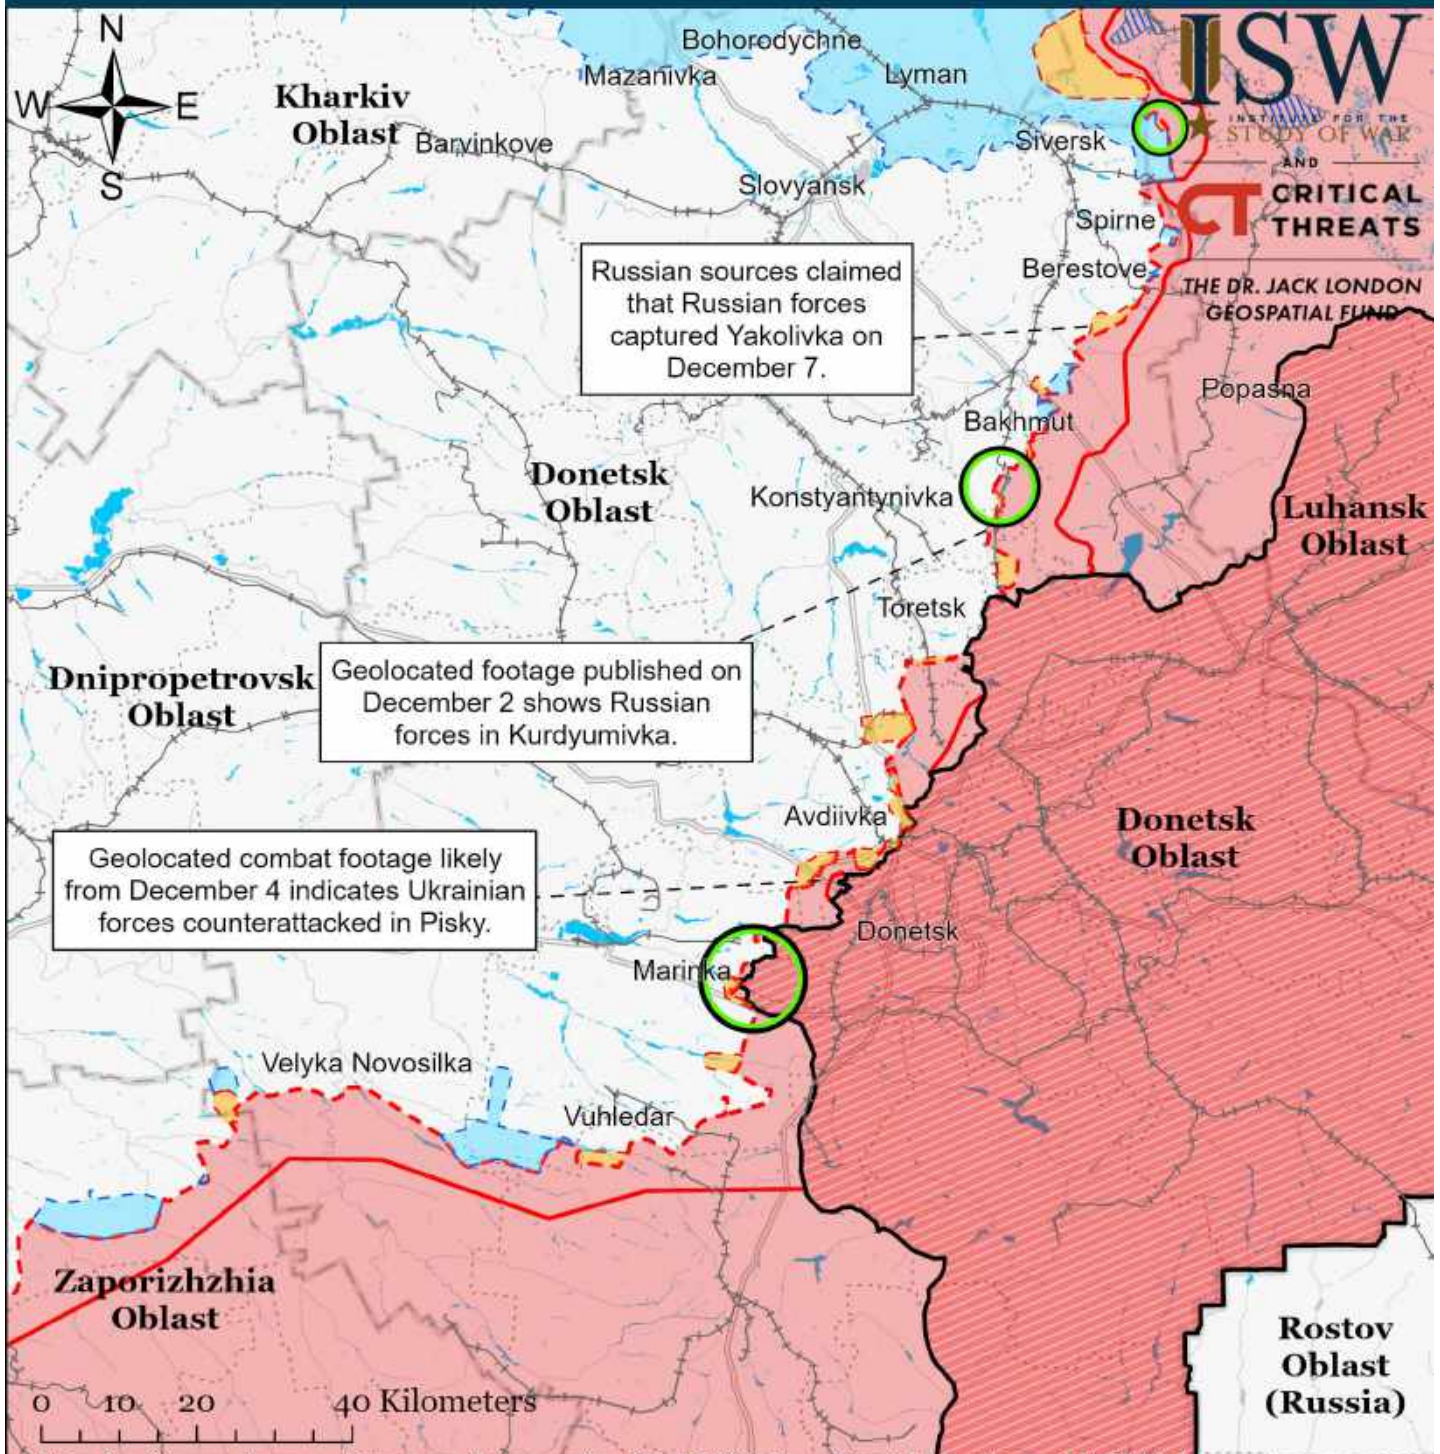 N
W
E
S
Kharkiv
Oblast
Barvinkove
Bohorodychne
Mazanivka
Lyman
Siversk
Slovyansk
Spirne
Berestove
ISW
INSTITUTE FOR THE
STUDY OF WAR
AND
CT CRITICAL
THREATS
THE DR. JACK LONDON
GEOSPATIAL FUND
Russian sources claimed
that Russian forces
captured Yakolivka on
December 7.
Popasna
Bakhmut
Donetsk
Oblast
Konstyantynivka
Luhansk
Oblast
Toretsk
Dnipropetrovsk
Oblast
Geolocated footage published on
December 2 shows Russian
forces in Kurdyumivka.
Avdiivka
Donetsk
Oblast
Geolocated combat footage likely
from December 4 indicates Ukrainian
forces counterattacked in Pisky.
Donetsk
Marinka
Velyka Novosilka
Vuhledar
Zaporizhzhia
Oblast
Rostov
Oblast
(Russia)
0 10 20 40 Kilometers